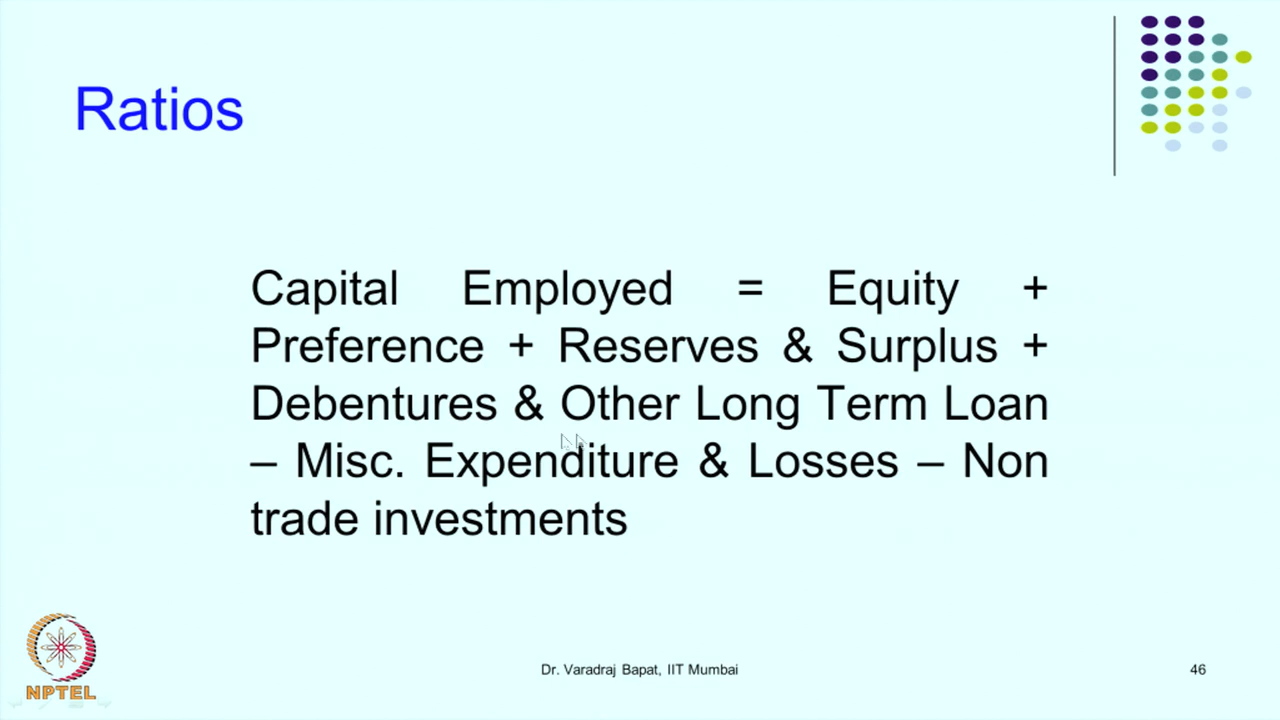 Ratios
Capital Employed = Equity +
Preference + Reserves & Surplus +
Debentures & Other Long Term Loan
– Misc. Expenditure & Losses – Non
trade investments
NPTEL
Dr. Varadraj Bapat, IIT Mumbai
46